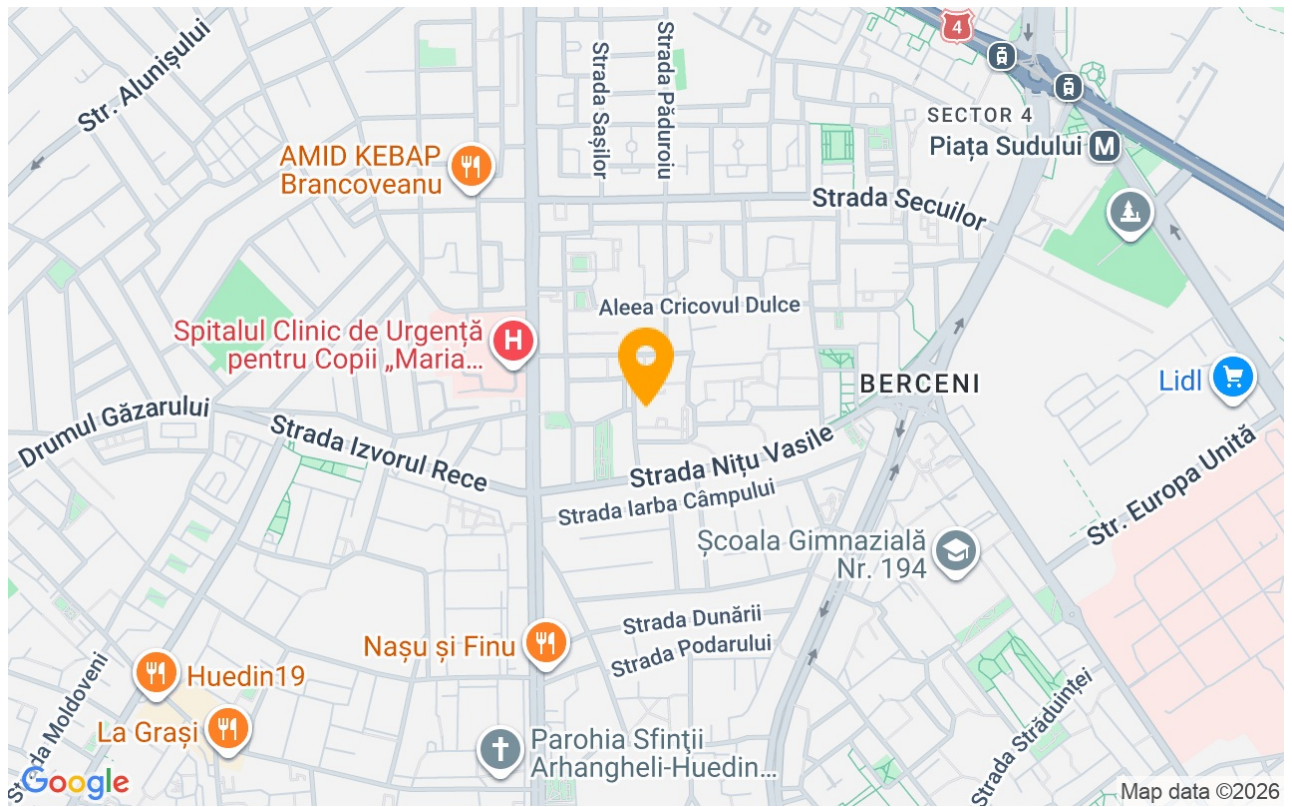 Str. Alunișului
Strada Sașilor
Strada Păduroiu
4
SECTOR 4
Piața Sudului
M
AMID KEBAP
Brancoveanu
Strada Secuilor
Aleea Cricovul Dulce
Spitalul Clinic de Urgență
pentru Copii „Maria...
H
BERCENI
Lidl
Drumul Găzarului
Strada Izvorul Rece
Strada Nițu Vasile
Strada Iarba Câmpului
Str. Europa Unită
Școala Gimnazială
Nr. 194
Strada Dunării
Strada Podarului
Nașu și Finu
Huedin19
La Grași
Strada Moldoveni
Parohia Sfinţii
Arhangheli-Huedin...
Strada Străduinței
Google
Map data ©2026